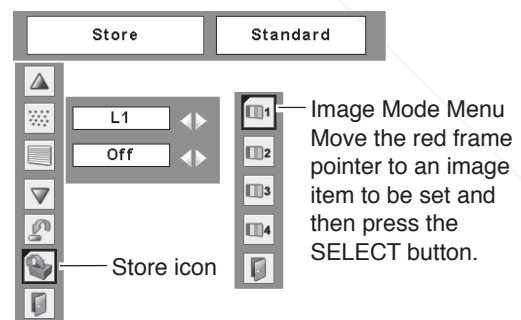 Store Standard
L1
Off
1
2
3
4
Image Mode Menu
Move the red frame
pointer to an image
item to be set and
then press the
SELECT button.
Store icon